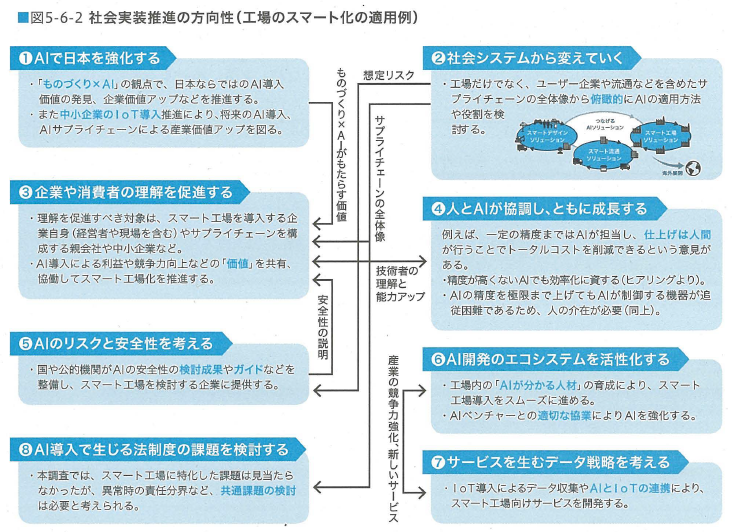 ■図5-6-2 社会実装推進の方向性(工場のスマート化の適用例)
❶AIで日本を強化する
・「ものづくり×AI」の観点で、日本ならではのAI導入
価値の発見、企業価値アップなどを推進する。
・また中小企業のIoT導入推進により、将来のAI導入、
AIサプライチェーンによる産業価値アップを図る。
❷社会システムから変えていく
・工場だけでなく、ユーザー企業や流通などを含めたサ
プライチェーンの全体像から俯瞰的にAIの適用方法
や役割を検
討する。
スマートデザイン
ソリューション
つなげる
AIソリューション
スマート工場
ソリューション
スマート流通
ソリューション
海外展開
想定リスク
ものづくり×AIがもたらす価値
サプライチェーンの全体像
❸企業や消費者の理解を促進する
・理解を促進すべき対象は、スマート工場を導入する企
業自身(経営者や現場を含む)やサプライチェーンを構
成する親会社や中小企業など。
・AI導入による利益や競争力向上などの「価値」を共有、
協働してスマート工場化を推進する。
❹人とAIが協調し、ともに成長する
例えば、一定の精度まではAIが担当し、仕上げは人間
が行うことでトータルコストを削減できるという意見が
ある。
・精度が高くないAIでも効率化に資する(ヒアリングより)。
・AIの精度を極限まで上げてもAIが制御する機器が追
従困難であるため、人の介在が必要(同上)。
技術者の
理解と
能力アップ
安全性の説明
❺AIのリスクと安全性を考える
・国や公的機関がAIの安全性の検討成果やガイドなどを
整備し、スマート工場を検討する企業に提供する。
産業の競争力強化、新しいサービス
❻AI開発のエコシステムを活性化する
・工場内の「AIが分かる人材」の育成により、スマート
工場導入をスムーズに進める。
・AIベンチャーとの適切な協業によりAIを強化する。
❽AI導入で生じる法制度の課題を検討する
・本調査では、スマート工場に特化した課題は見当たら
なかったが、異常時の責任分界など、共通課題の検討
は必要と考えられる。
❼サービスを生むデータ戦略を考える
・IoT導入によるデータ収集やAIとIoTの連携により、
スマート工場向けサービスを開発する。